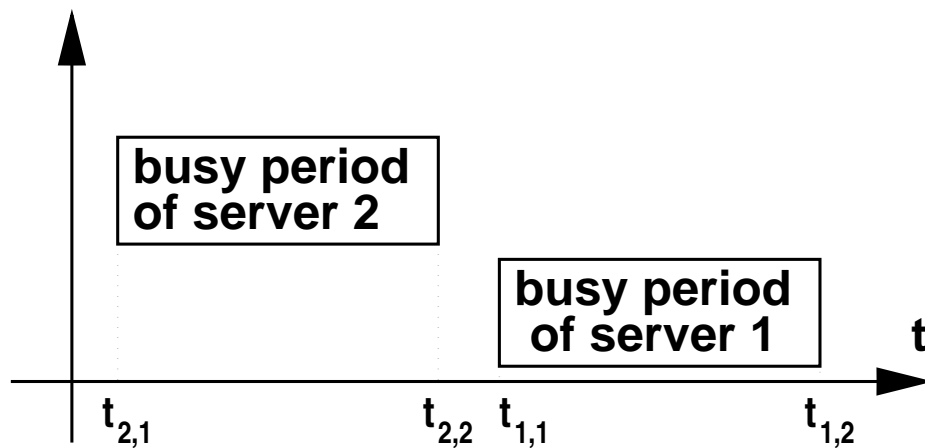 busy period
of server 2
busy period
of server 1
t
t2,1
t2,2
t1,1
t1,2